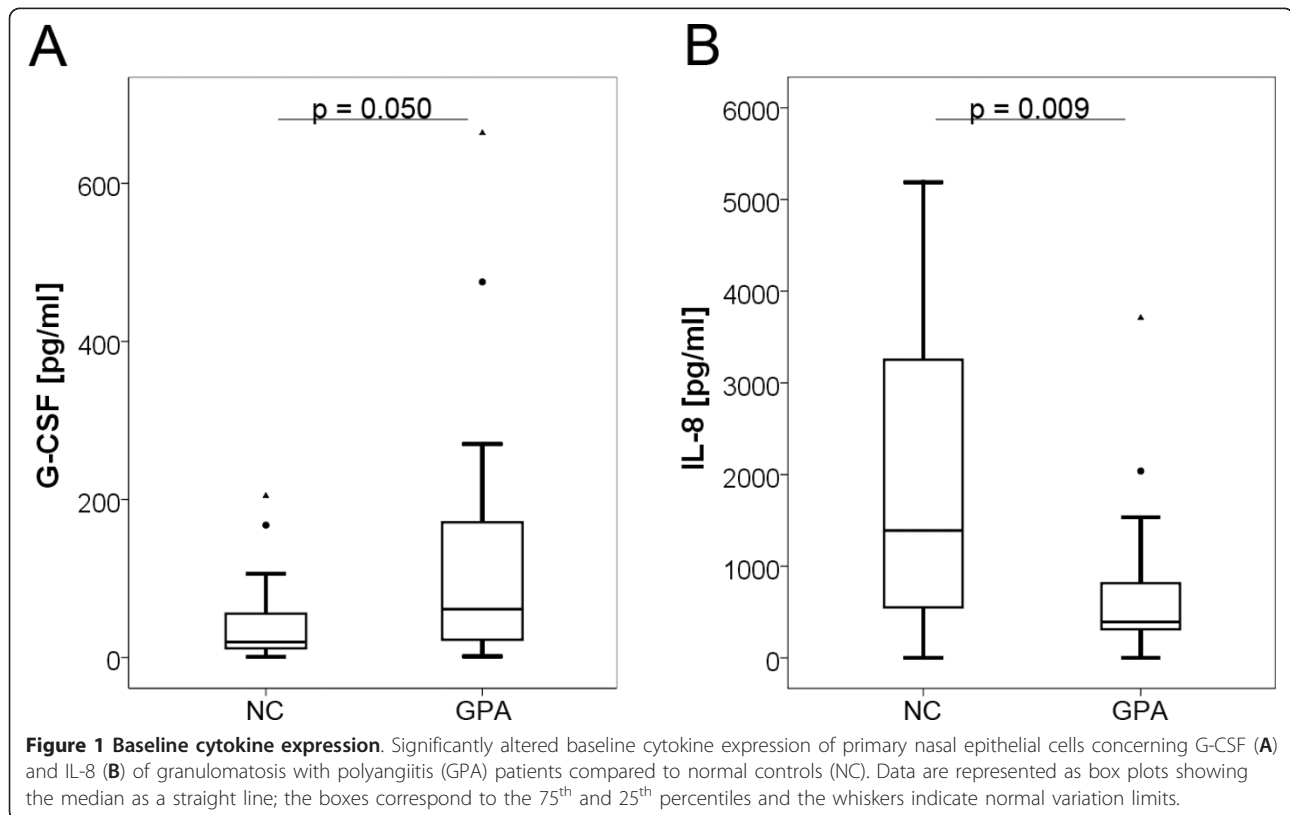 A
p = 0.050
G-CSF [pg/ml]
600
400
200
0
NC GPA
B
p = 0.009
IL-8 [pg/ml]
6000
5000
4000
3000
2000
1000
0
NC GPA
Figure 1 Baseline cytokine expression. Significantly altered baseline cytokine expression of primary nasal epithelial cells concerning G-CSF (A)
and IL-8 (B) of granulomatosis with polyangiitis (GPA) patients compared to normal controls (NC). Data are represented as box plots showing
the median as a straight line; the boxes correspond to the 75th and 25th percentiles and the whiskers indicate normal variation limits.